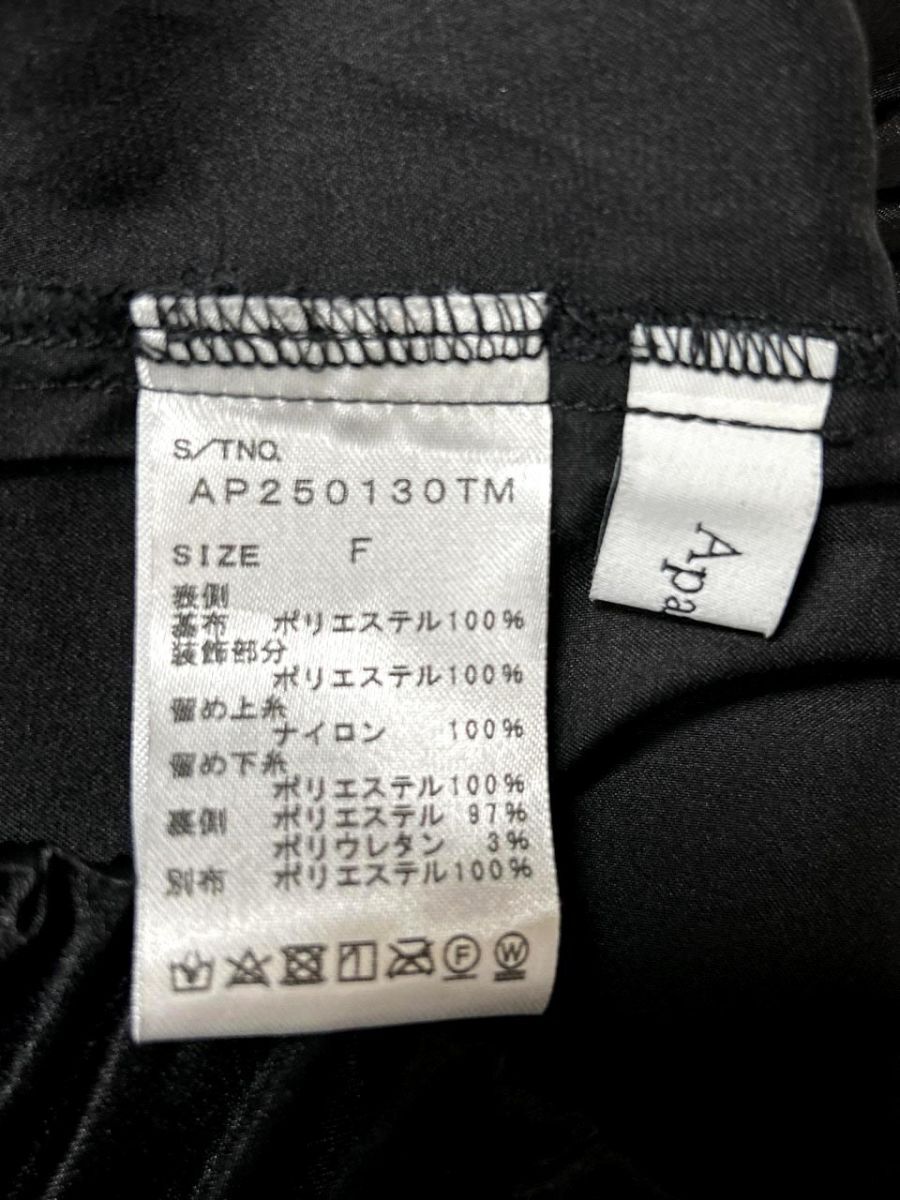 S/TNO.
AP250130TM
SIZE F
表側
基布 ポリエステル100%
装飾部分
ポリエステル100%
留め上糸
ナイロン 100%
留め下糸
ポリエステル100%
裏側 ポリエステル 97%
ポリウレタン 3%
別布 ポリエステル100%
F W
Apa